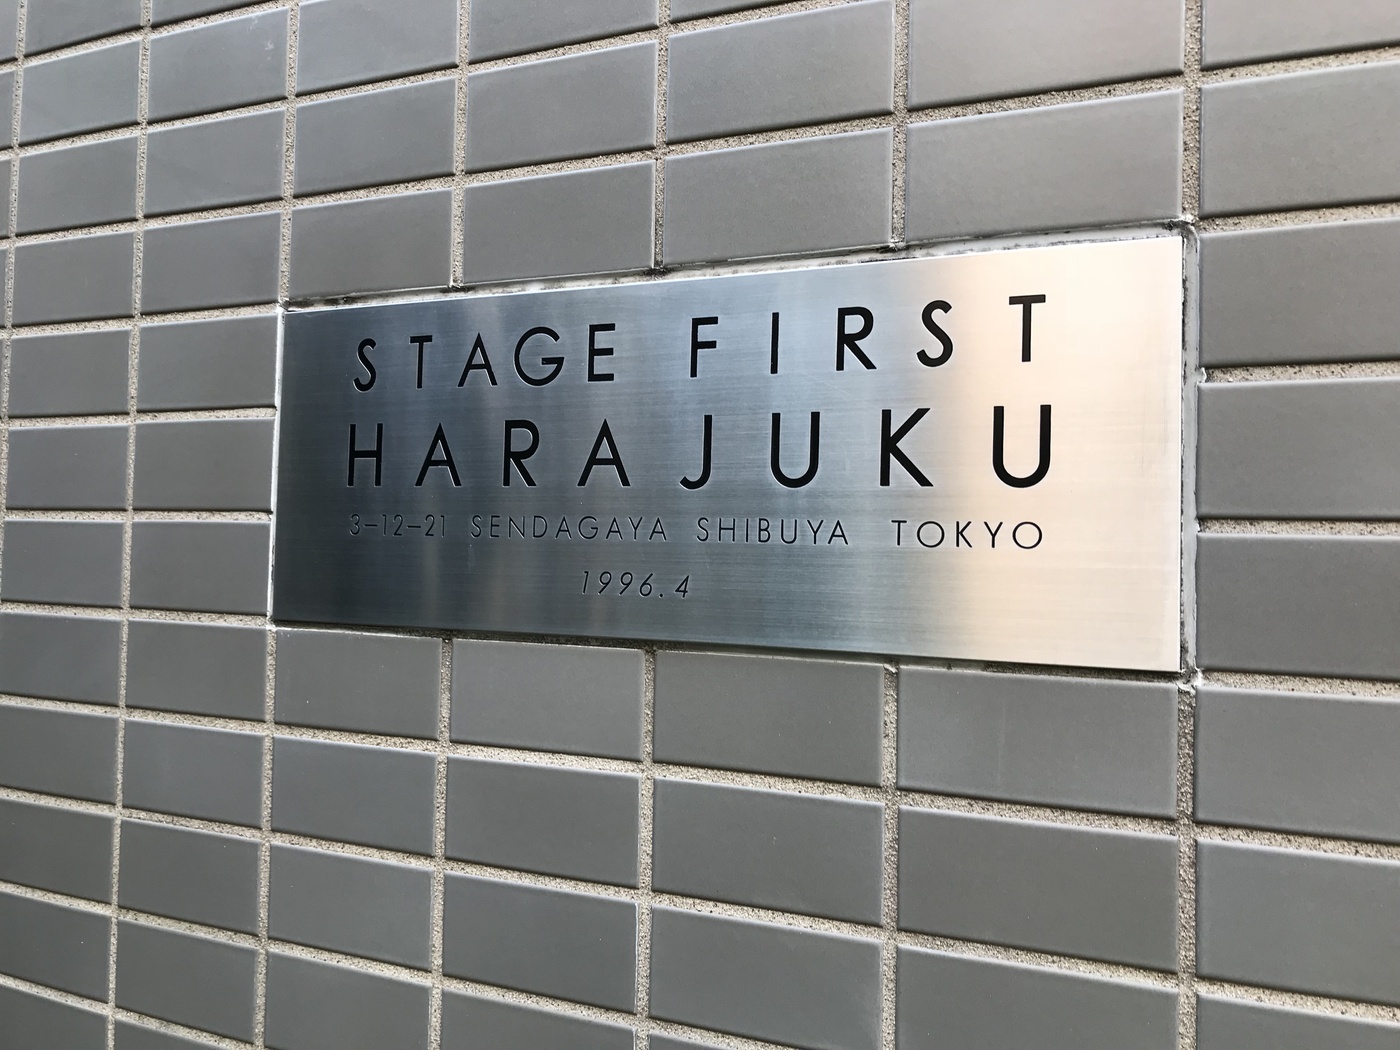 STAGE FIRST
HARAJUKU
3-12-21 SENDAGAYA SHIBUYA TOKYO
1996.4